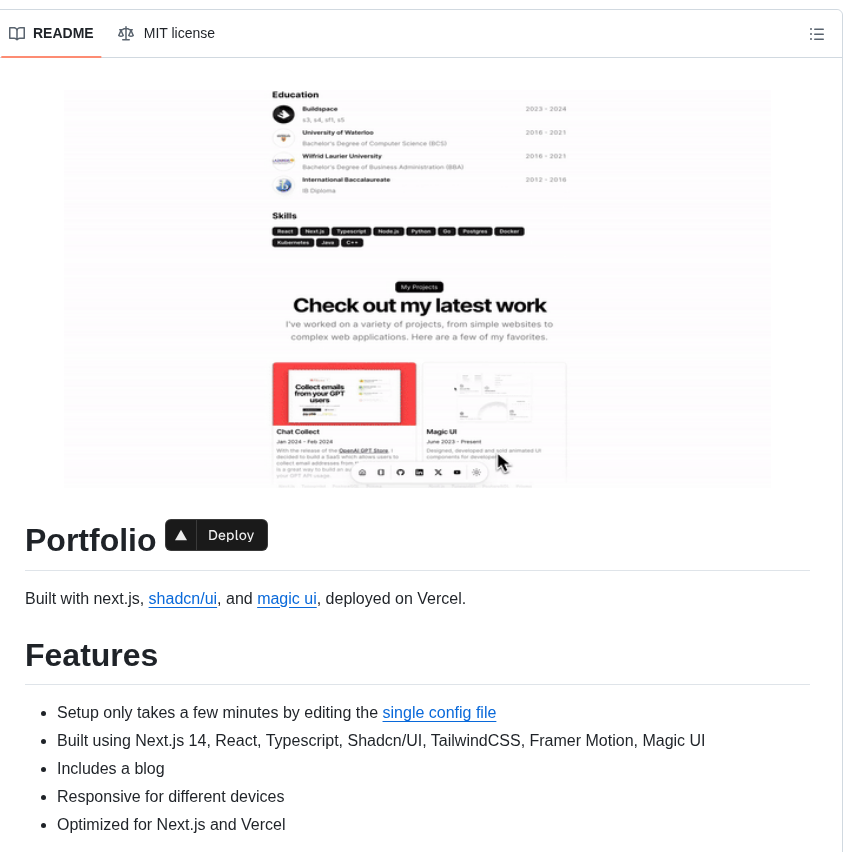 README
MIT license
Education
Buildspace
2023 - 2024
s3, s4, sf1, s5
University of Waterloo
2016 - 2021
Bachelor's Degree of Computer Science (BCS)
Wilfrid Laurier University
2016 - 2021
Bachelor's Degree of Business Administration (BBA)
International Baccalaureate
2012 - 2016
IB Diploma
Skills
React Next.js Typescript Node.js Python Go Postgres Docker
Kubernetes Java C++
My Projects
Check out my latest work
I've worked on a variety of projects, from simple websites to
complex web applications. Here are a few of my favorites.
Collect emails
from your GPT
users
Chat Collect
Jan 2024 - Feb 2024
With the release of the OpenAI GPT Store, I
decided to build a SaaS which allows users to
collect email addresses from
is a great way to build an
your GPT API usage.
Magic UI
June 2023 - Present
Designed, developed and sold animated UI
components for
Portfolio
Deploy
Built with next.js, shadcn/ui, and magic ui, deployed on Vercel.
Features
Setup only takes a few minutes by editing the single config file
Built using Next.js 14, React, Typescript, Shadcn/UI, TailwindCSS, Framer Motion, Magic UI
Includes a blog
Responsive for different devices
Optimized for Next.js and Vercel